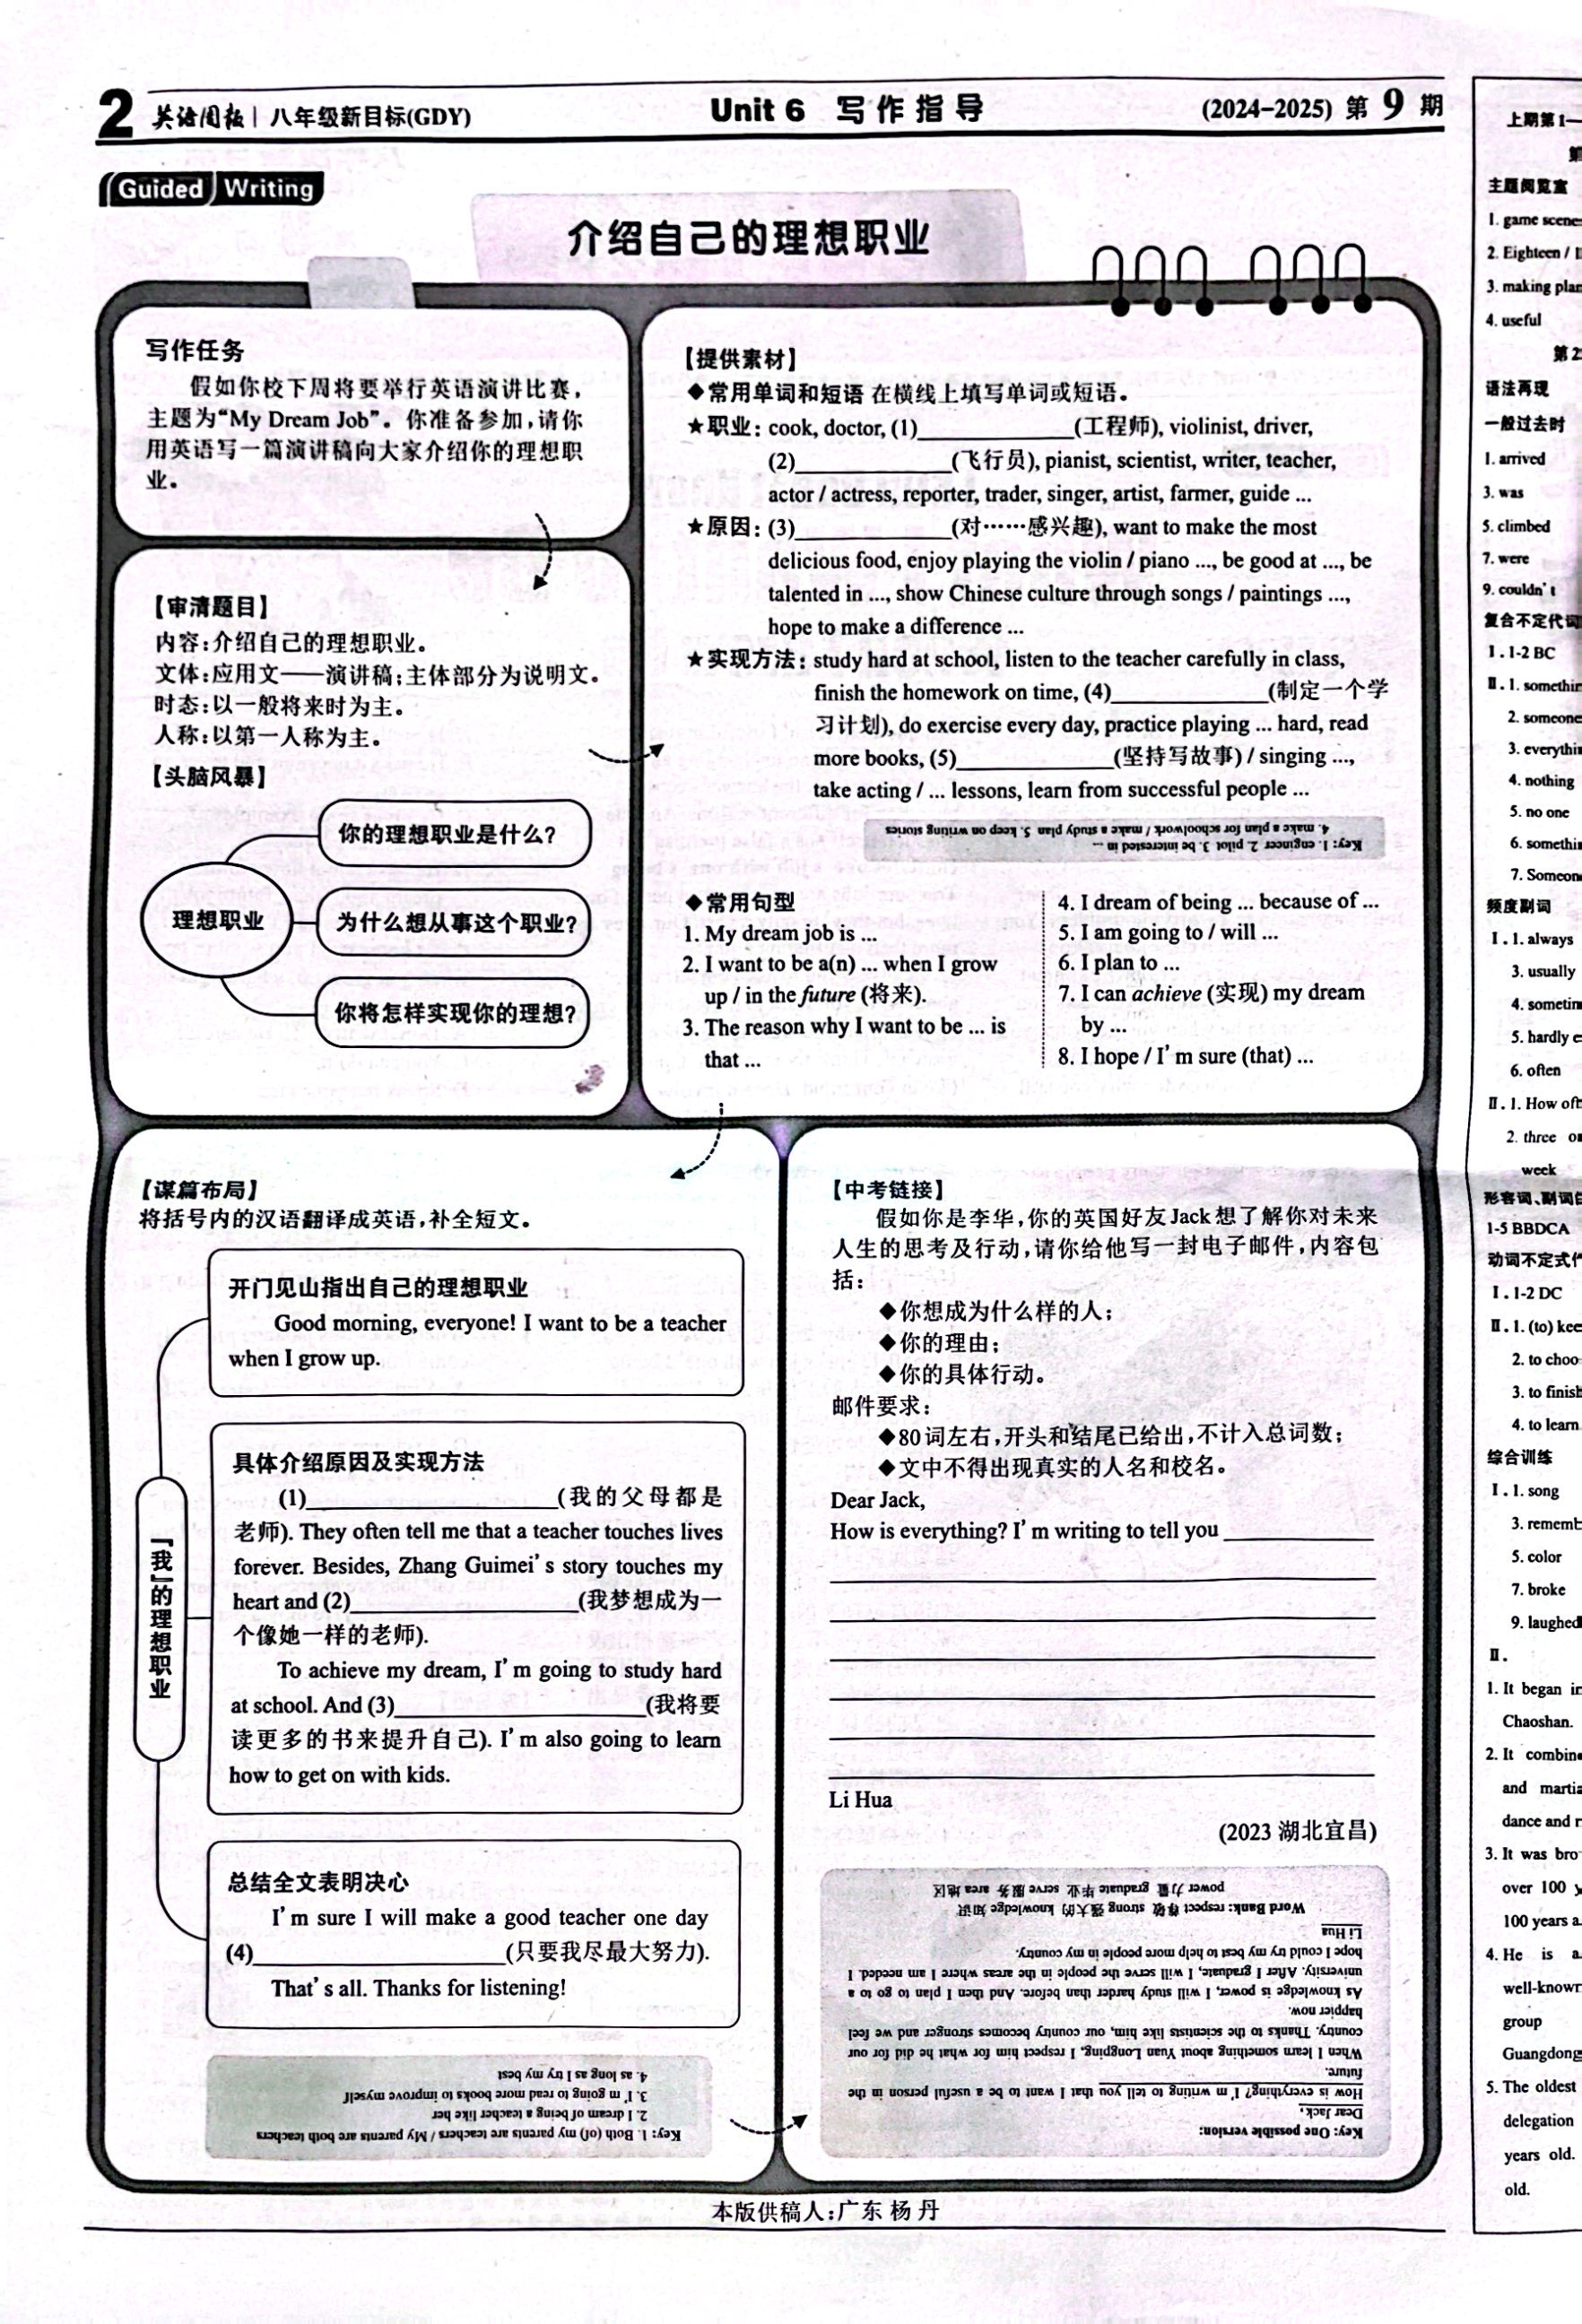 2 英语周报 | 八年级新目标(GDY)
Unit 6 写作指导
(2024-2025) 第 9 期
Guided Writing
介绍自己的理想职业
写作任务
假如你校下周将要举行英语演讲比赛,
主题为“My Dream Job”。你准备参加,请你
用英语写一篇演讲稿向大家介绍你的理想职
业。
【审清题目】
内容:介绍自己的理想职业。
文体:应用文——演讲稿;主体部分为说明文。
时态:以一般将来时为主。
人称:以第一人称为主。
【头脑风暴】
理想职业
你的理想职业是什么?
为什么想从事这个职业?
你将怎样实现你的理想?
【提供素材】
◆常用单词和短语 在横线上填写单词或短语。
★职业: cook, doctor, (1)____________(工程师), violinist, driver,
(2)____________(飞行员), pianist, scientist, writer, teacher,
actor / actress, reporter, trader, singer, artist, farmer, guide ...
★原因: (3)____________(对……感兴趣), want to make the most
delicious food, enjoy playing the violin / piano ..., be good at ..., be
talented in ..., show Chinese culture through songs / paintings ...,
hope to make a difference ...
★实现方法: study hard at school, listen to the teacher carefully in class,
finish the homework on time, (4)____________(制定一个学
习计划), do exercise every day, practice playing ... hard, read
more books, (5)____________(坚持写故事) / singing ...,
take acting / ... lessons, learn from successful people ...
Key: 1. engineer 2. pilot 3. be interested in ...
4. make a plan for schoolwork / make a study plan 5. keep on writing stories
◆常用句型
1. My dream job is ...
2. I want to be a(n) ... when I grow
up / in the future (将来).
3. The reason why I want to be ... is
that ...
4. I dream of being ... because of ...
5. I am going to / will ...
6. I plan to ...
7. I can achieve (实现) my dream
by ...
8. I hope / I'm sure (that) ...
【谋篇布局】
将括号内的汉语翻译成英语,补全短文。
“我”的理想职业
开门见山指出自己的理想职业
Good morning, everyone! I want to be a teacher
when I grow up.
具体介绍原因及实现方法
(1)____________________(我的父母都是
老师). They often tell me that a teacher touches lives
forever. Besides, Zhang Guimei's story touches my
heart and (2)__________________(我梦想成为一
个像她一样的老师).
To achieve my dream, I'm going to study hard
at school. And (3)____________________(我将要
读更多的书来提升自己). I'm also going to learn
how to get on with kids.
总结全文表明决心
I'm sure I will make a good teacher one day
(4)____________________(只要我尽最大努力).
That's all. Thanks for listening!
Key: 1. Both (of) my parents are teachers / My parents are both teachers
2. I dream of being a teacher like her
3. I'm going to read more books to improve myself
4. as long as I try my best
【中考链接】
假如你是李华,你的英国好友Jack想了解你对未来
人生的思考及行动,请你给他写一封电子邮件,内容包
括:
◆你想成为什么样的人;
◆你的理由;
◆你的具体行动。
邮件要求:
◆80词左右,开头和结尾已给出,不计入总词数;
◆文中不得出现真实的人名和校名。
Dear Jack,
How is everything? I'm writing to tell you ____________
Li Hua
(2023 湖北宜昌)
Key: One possible version:
Dear Jack,
How is everything? I'm writing to tell you that I want to be a useful person in the
future.
When I learn something about Yuan Longping, I respect him for what he did for our
country. Thanks to the scientists like him, our country becomes stronger and we feel
happier now.
As knowledge is power, I will study harder than before. And then I plan to go to a
university. After I graduate, I will serve the people in the areas where I am needed. I
hope I could try my best to help more people in my country.
Li Hua
Word Bank: respect 尊敬 strong 强大的 knowledge 知识
power 力量 graduate 毕业 serve 服务 area 地区
本版供稿人:广东 杨 丹
上期第1—
主题阅览室
1. game scene
2. Eighteen /
3. making plan
4. useful
第2
语法再现
一般过去时
1. arrived
3. was
5. climbed
7. were
9. couldn't
复合不定代词
I. 1-2 BC
II. 1. somethin
2. someone
3. everythin
4. nothing
5. no one
6. somethin
7. Someone
频度副词
I. 1. always
3. usually
4. sometim
5. hardly e
6. often
II. 1. How oft
2. three
week
形容词、副词
1-5 BBDCA
动词不定式
I. 1-2 DC
II. 1. (to) kee
2. to choo
3. to finish
4. to learn
综合训练
I. 1. song
3. rememb
5. color
7. broke
9. laughed
II.
1. It began in
Chaoshan.
2. It combin
and martia
dance and
3. It was bro
over 100
100 years a
4. He is a
well-known
group
Guangdong
5. The oldest
delegation
years old.
old.